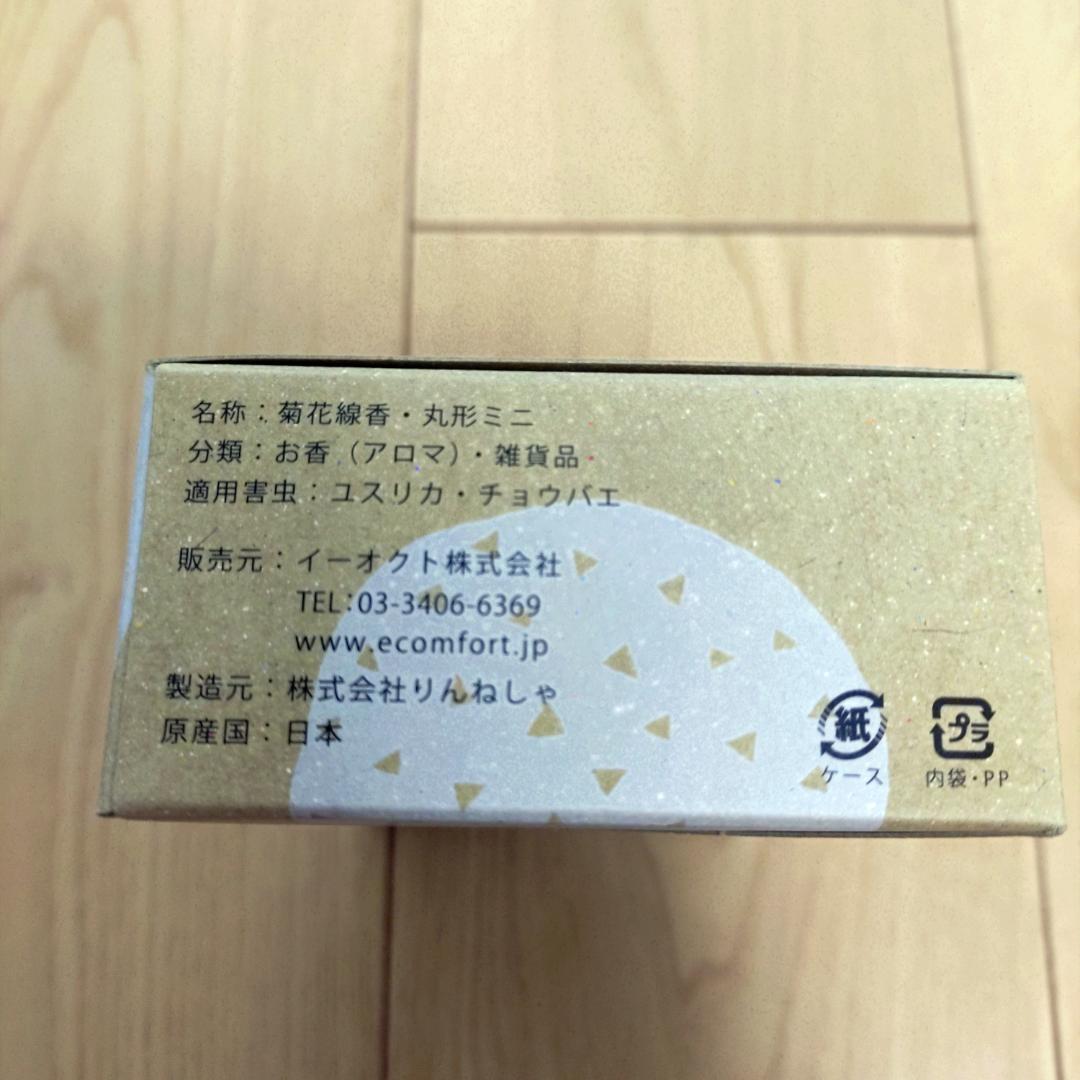 名称：菊花線香・丸形ミニ
分類：お香（アロマ）・雑貨品
適用害虫：ユスリカ・チョウバエ
販売元：イーオクト株式会社
TEL：03-3406-6369
www.ecomfort.jp
製造元：株式会社りんねしゃ
原産国：日本
紙
ケース
プラ
内袋・PP